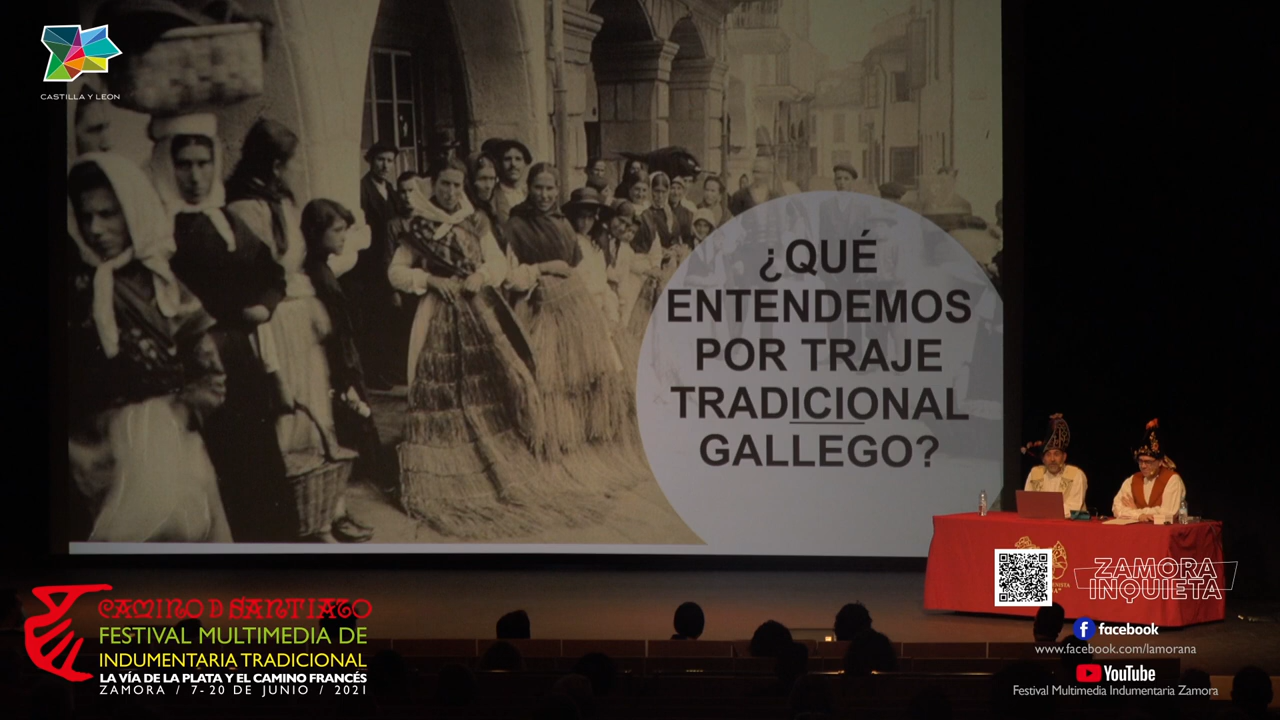 CASTILLA Y LEON
¿QUÉ
ENTENDEMOS
POR TRAJE
TRADICIONAL
GALLEGO?
ZAMORA
INQUIETA
CAMINO D SANTIAGO
FESTIVAL MULTIMEDIA DE
INDUMENTARIA TRADICIONAL
LA VÍA DE LA PLATA Y EL CAMINO FRANCÉS
ZAMORA / 7-20 DE JUNIO / 2021
facebook
www.facebook.com/lamorana
YouTube
Festival Multimedia Indumentaria Zamora